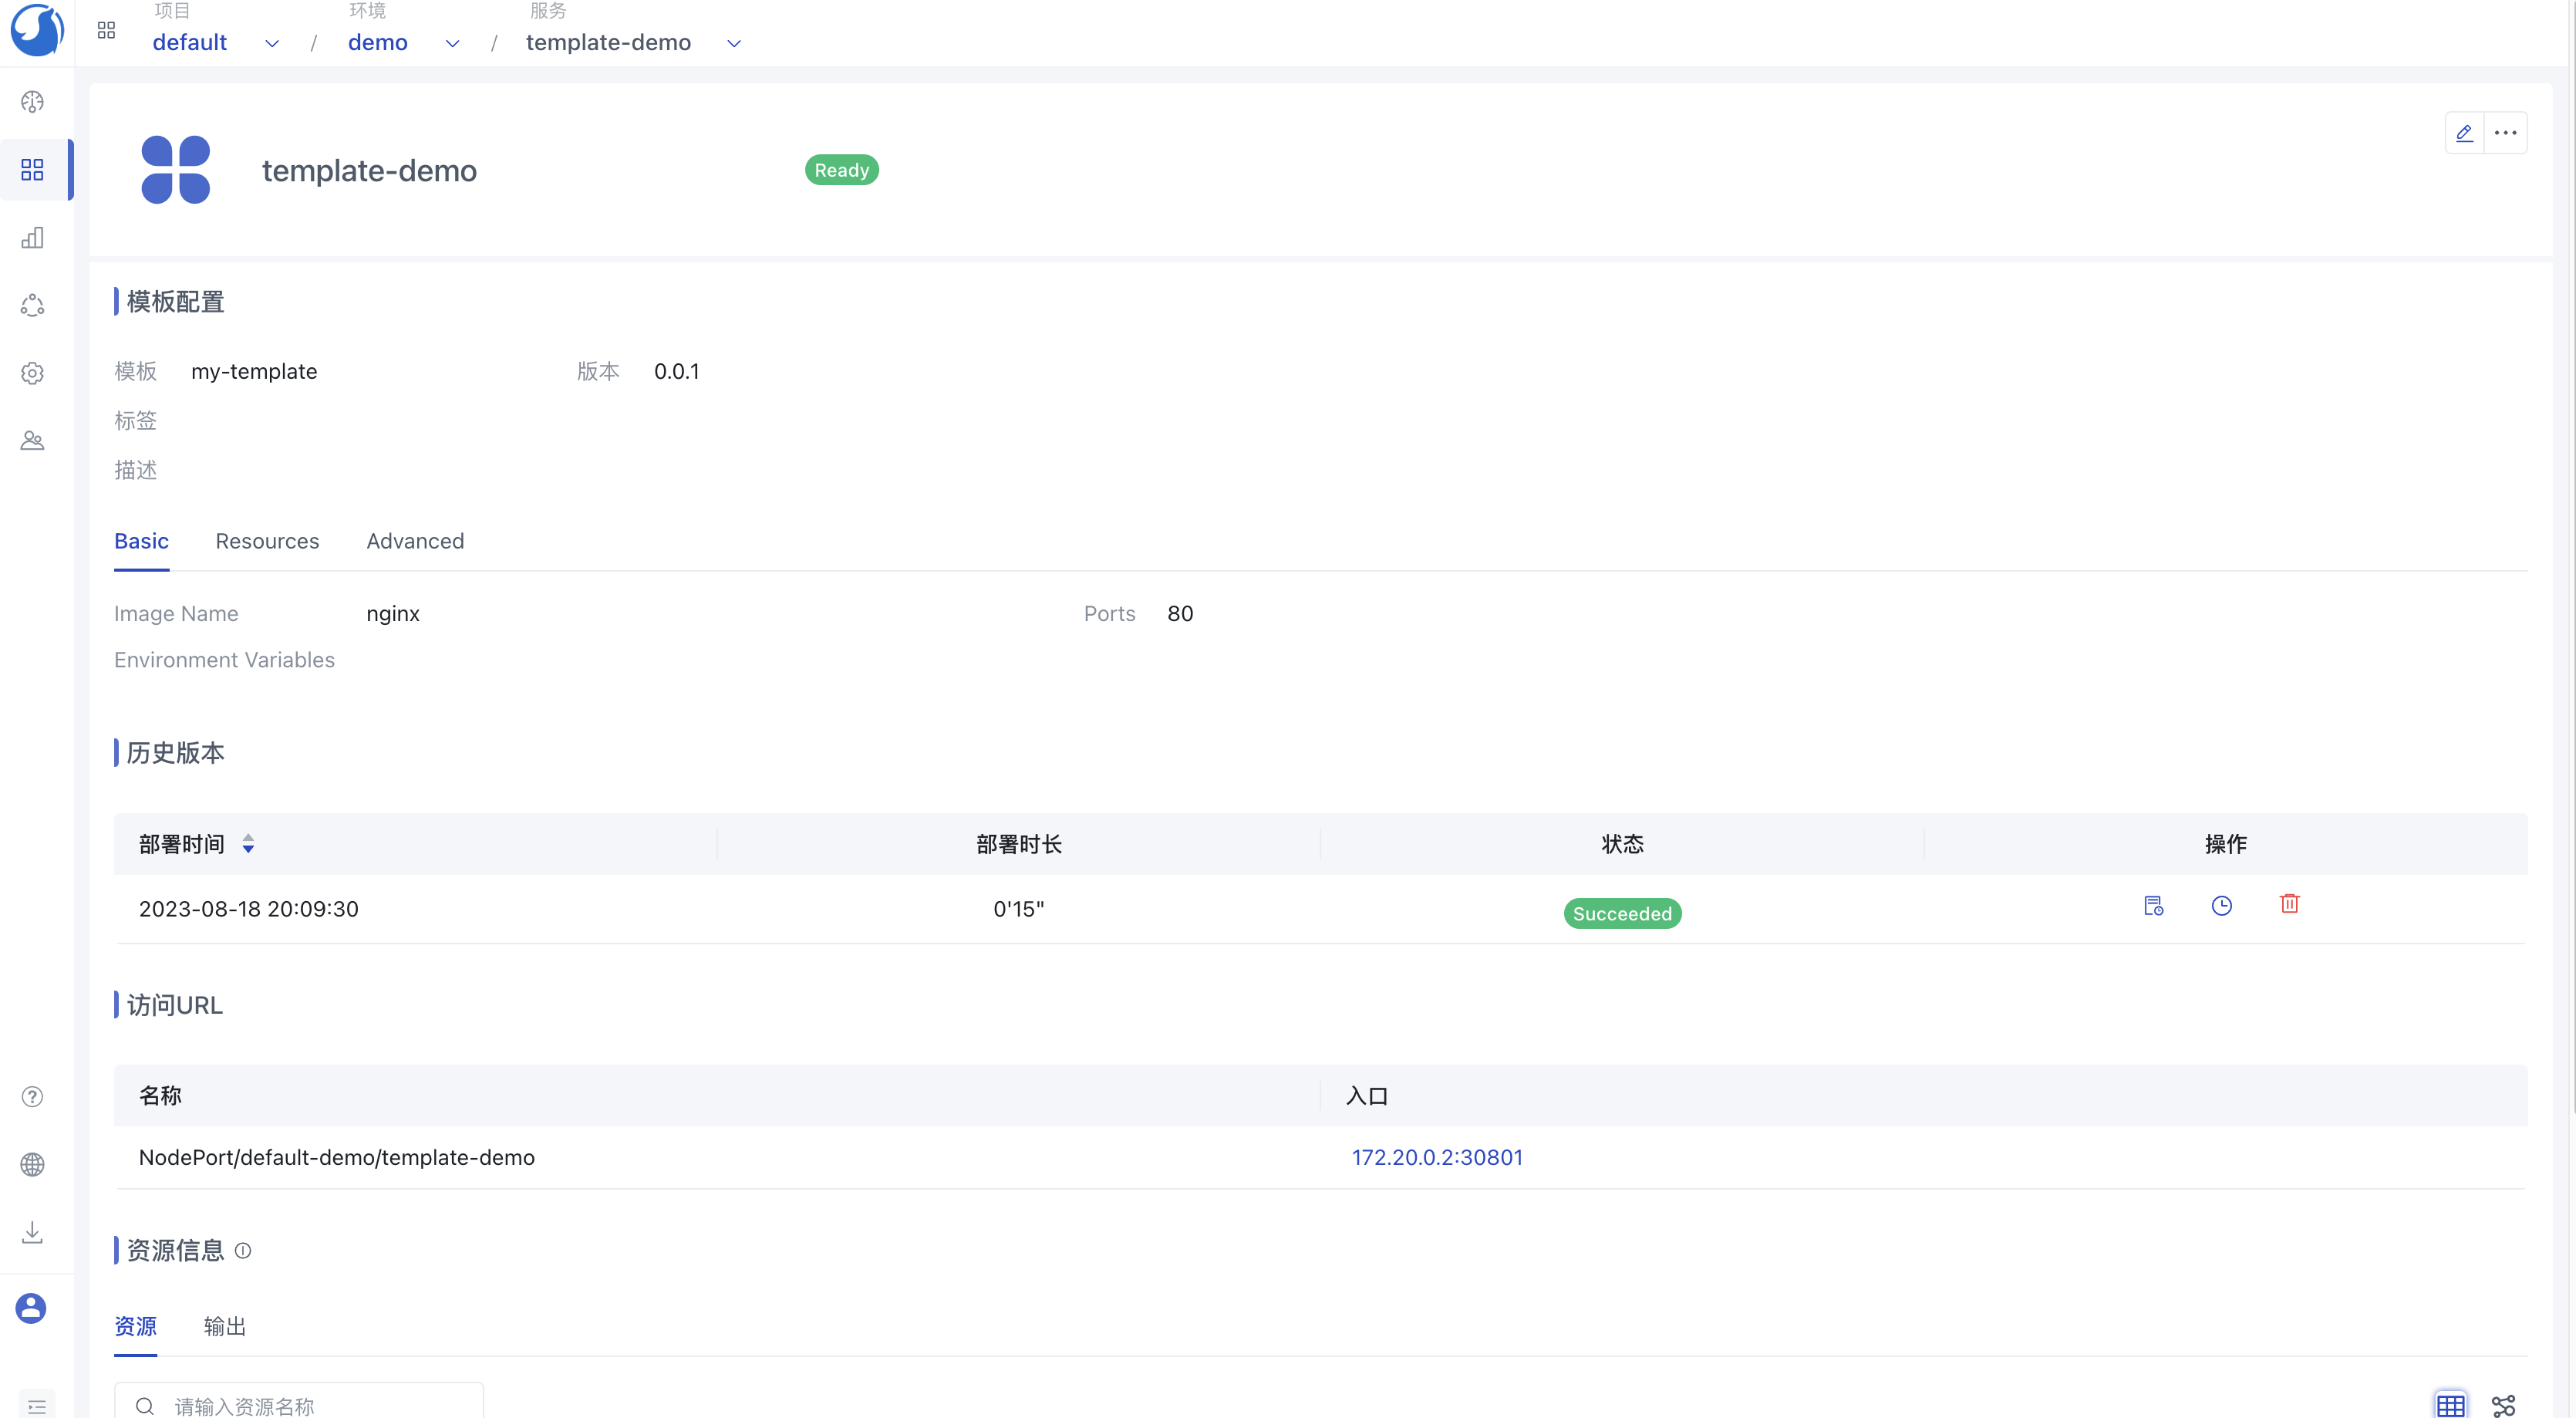 项目 环境 服务
default / demo / template-demo
template-demo Ready
模板配置
模板 my-template 版本 0.0.1
标签
描述
Basic Resources Advanced
Image Name nginx Ports 80
Environment Variables
历史版本
部署时间 部署时长 状态 操作
2023-08-18 20:09:30 0'15" Succeeded
访问URL
名称 入口
NodePort/default-demo/template-demo 172.20.0.2:30801
资源信息
资源 输出
请输入资源名称